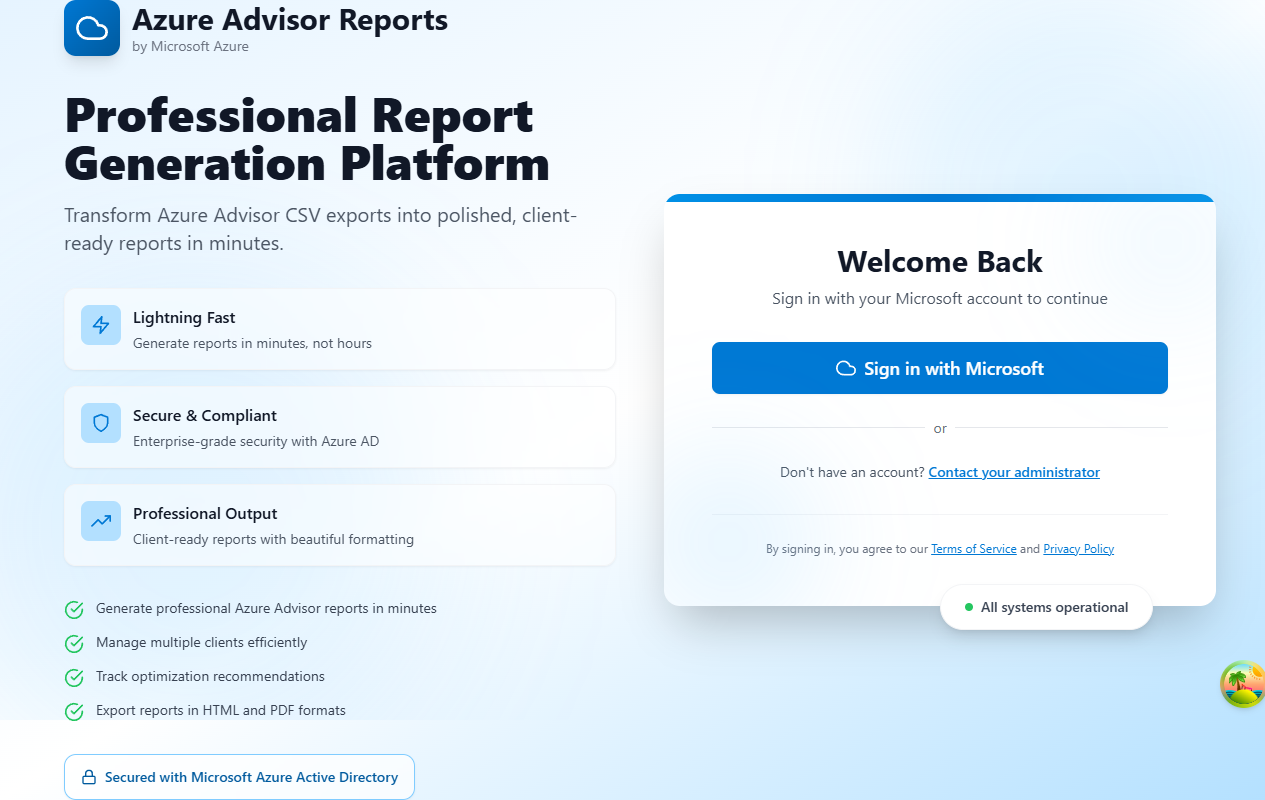 Azure Advisor Reports
by Microsoft Azure
Professional Report
Generation Platform
Transform Azure Advisor CSV exports into polished, client-
ready reports in minutes.
Lightning Fast
Generate reports in minutes, not hours
Secure & Compliant
Enterprise-grade security with Azure AD
Professional Output
Client-ready reports with beautiful formatting
Generate professional Azure Advisor reports in minutes
Manage multiple clients efficiently
Track optimization recommendations
Export reports in HTML and PDF formats
Secured with Microsoft Azure Active Directory
Welcome Back
Sign in with your Microsoft account to continue
Sign in with Microsoft
or
Don't have an account? Contact your administrator
By signing in, you agree to our Terms of Service and Privacy Policy
All systems operational